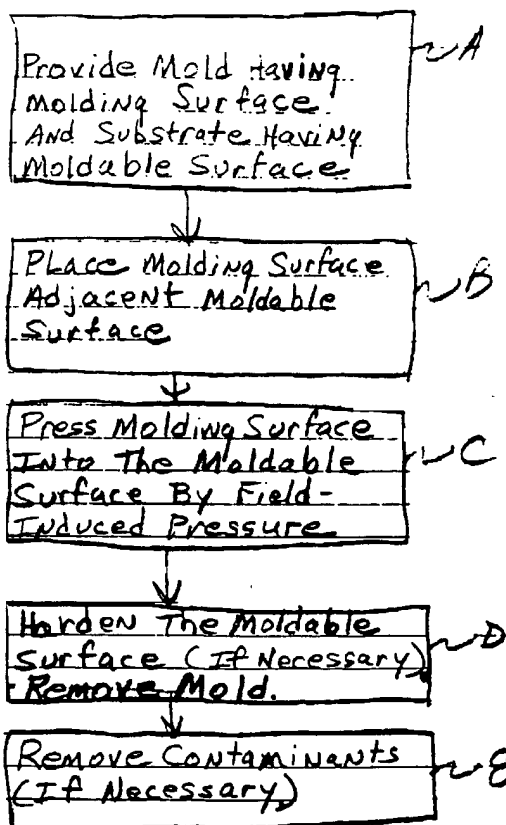 A
Provide Mold Having
Molding Surface
And Substrate Having
Moldable Surface
Place Molding Surface
Adjacent Moldable
Surface
B
Press Molding Surface
Into The Moldable
Surface By Field-
Induced Pressure
C
Harden The Moldable
Surface (If Necessary),
Remove Mold.
D
Remove Contaminants
(If Necessary)
E